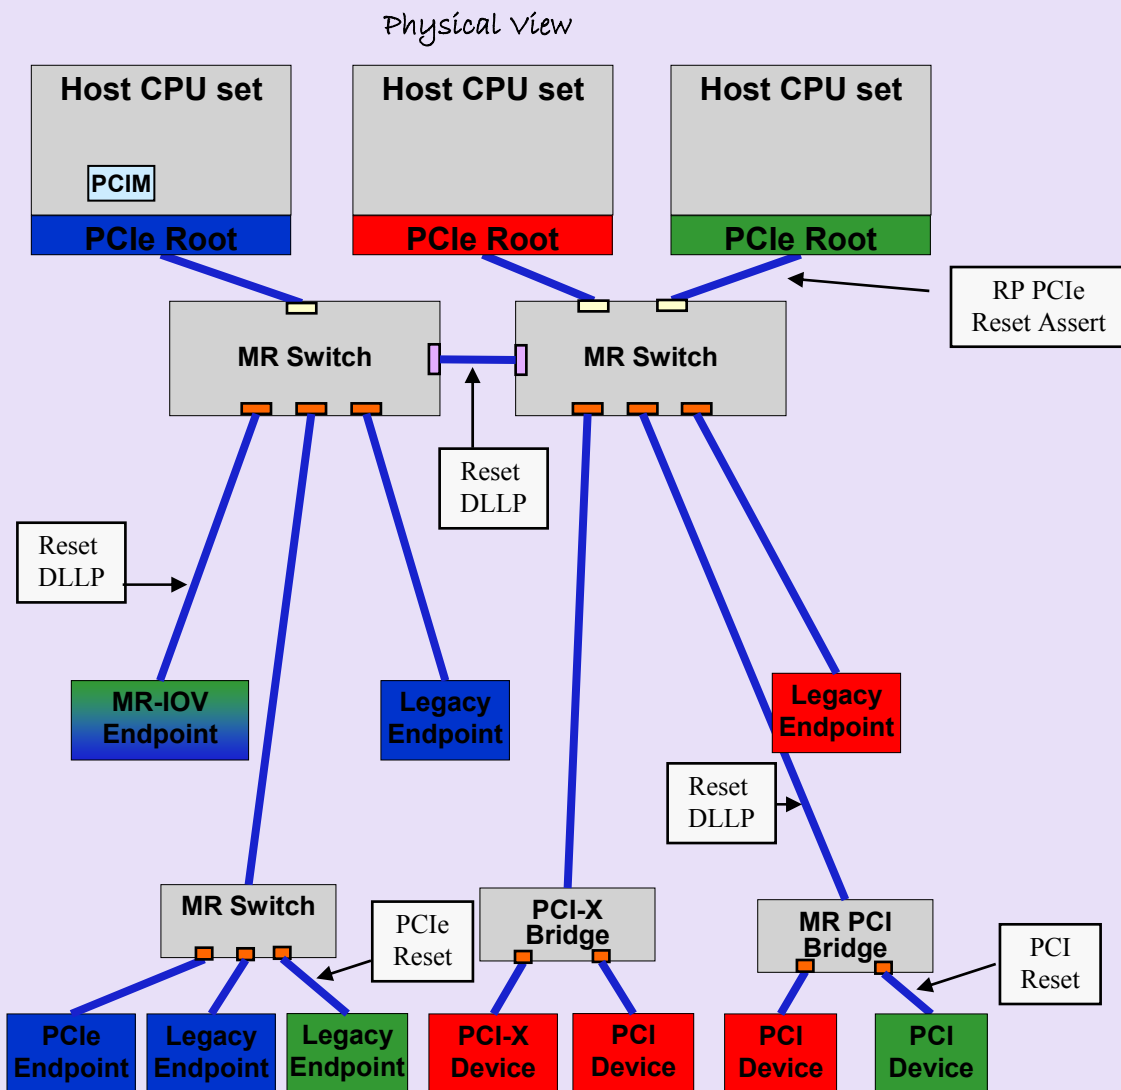 Physical View
Host CPU set
Host CPU set
Host CPU set
PCIM
PCIe Root
PCIe Root
PCIe Root
RP PCIe
Reset Assert
MR Switch
MR Switch
Reset
DLLP
Reset
DLLP
MR-IOV
Endpoint
Legacy
Endpoint
Legacy
Endpoint
Reset
DLLP
MR Switch
PCIe
Reset
PCI-X
Bridge
MR PCI
Bridge
PCI
Reset
PCIe
Endpoint
Legacy
Endpoint
Legacy
Endpoint
PCI-X
Device
PCI
Device
PCI
Device
PCI
Device